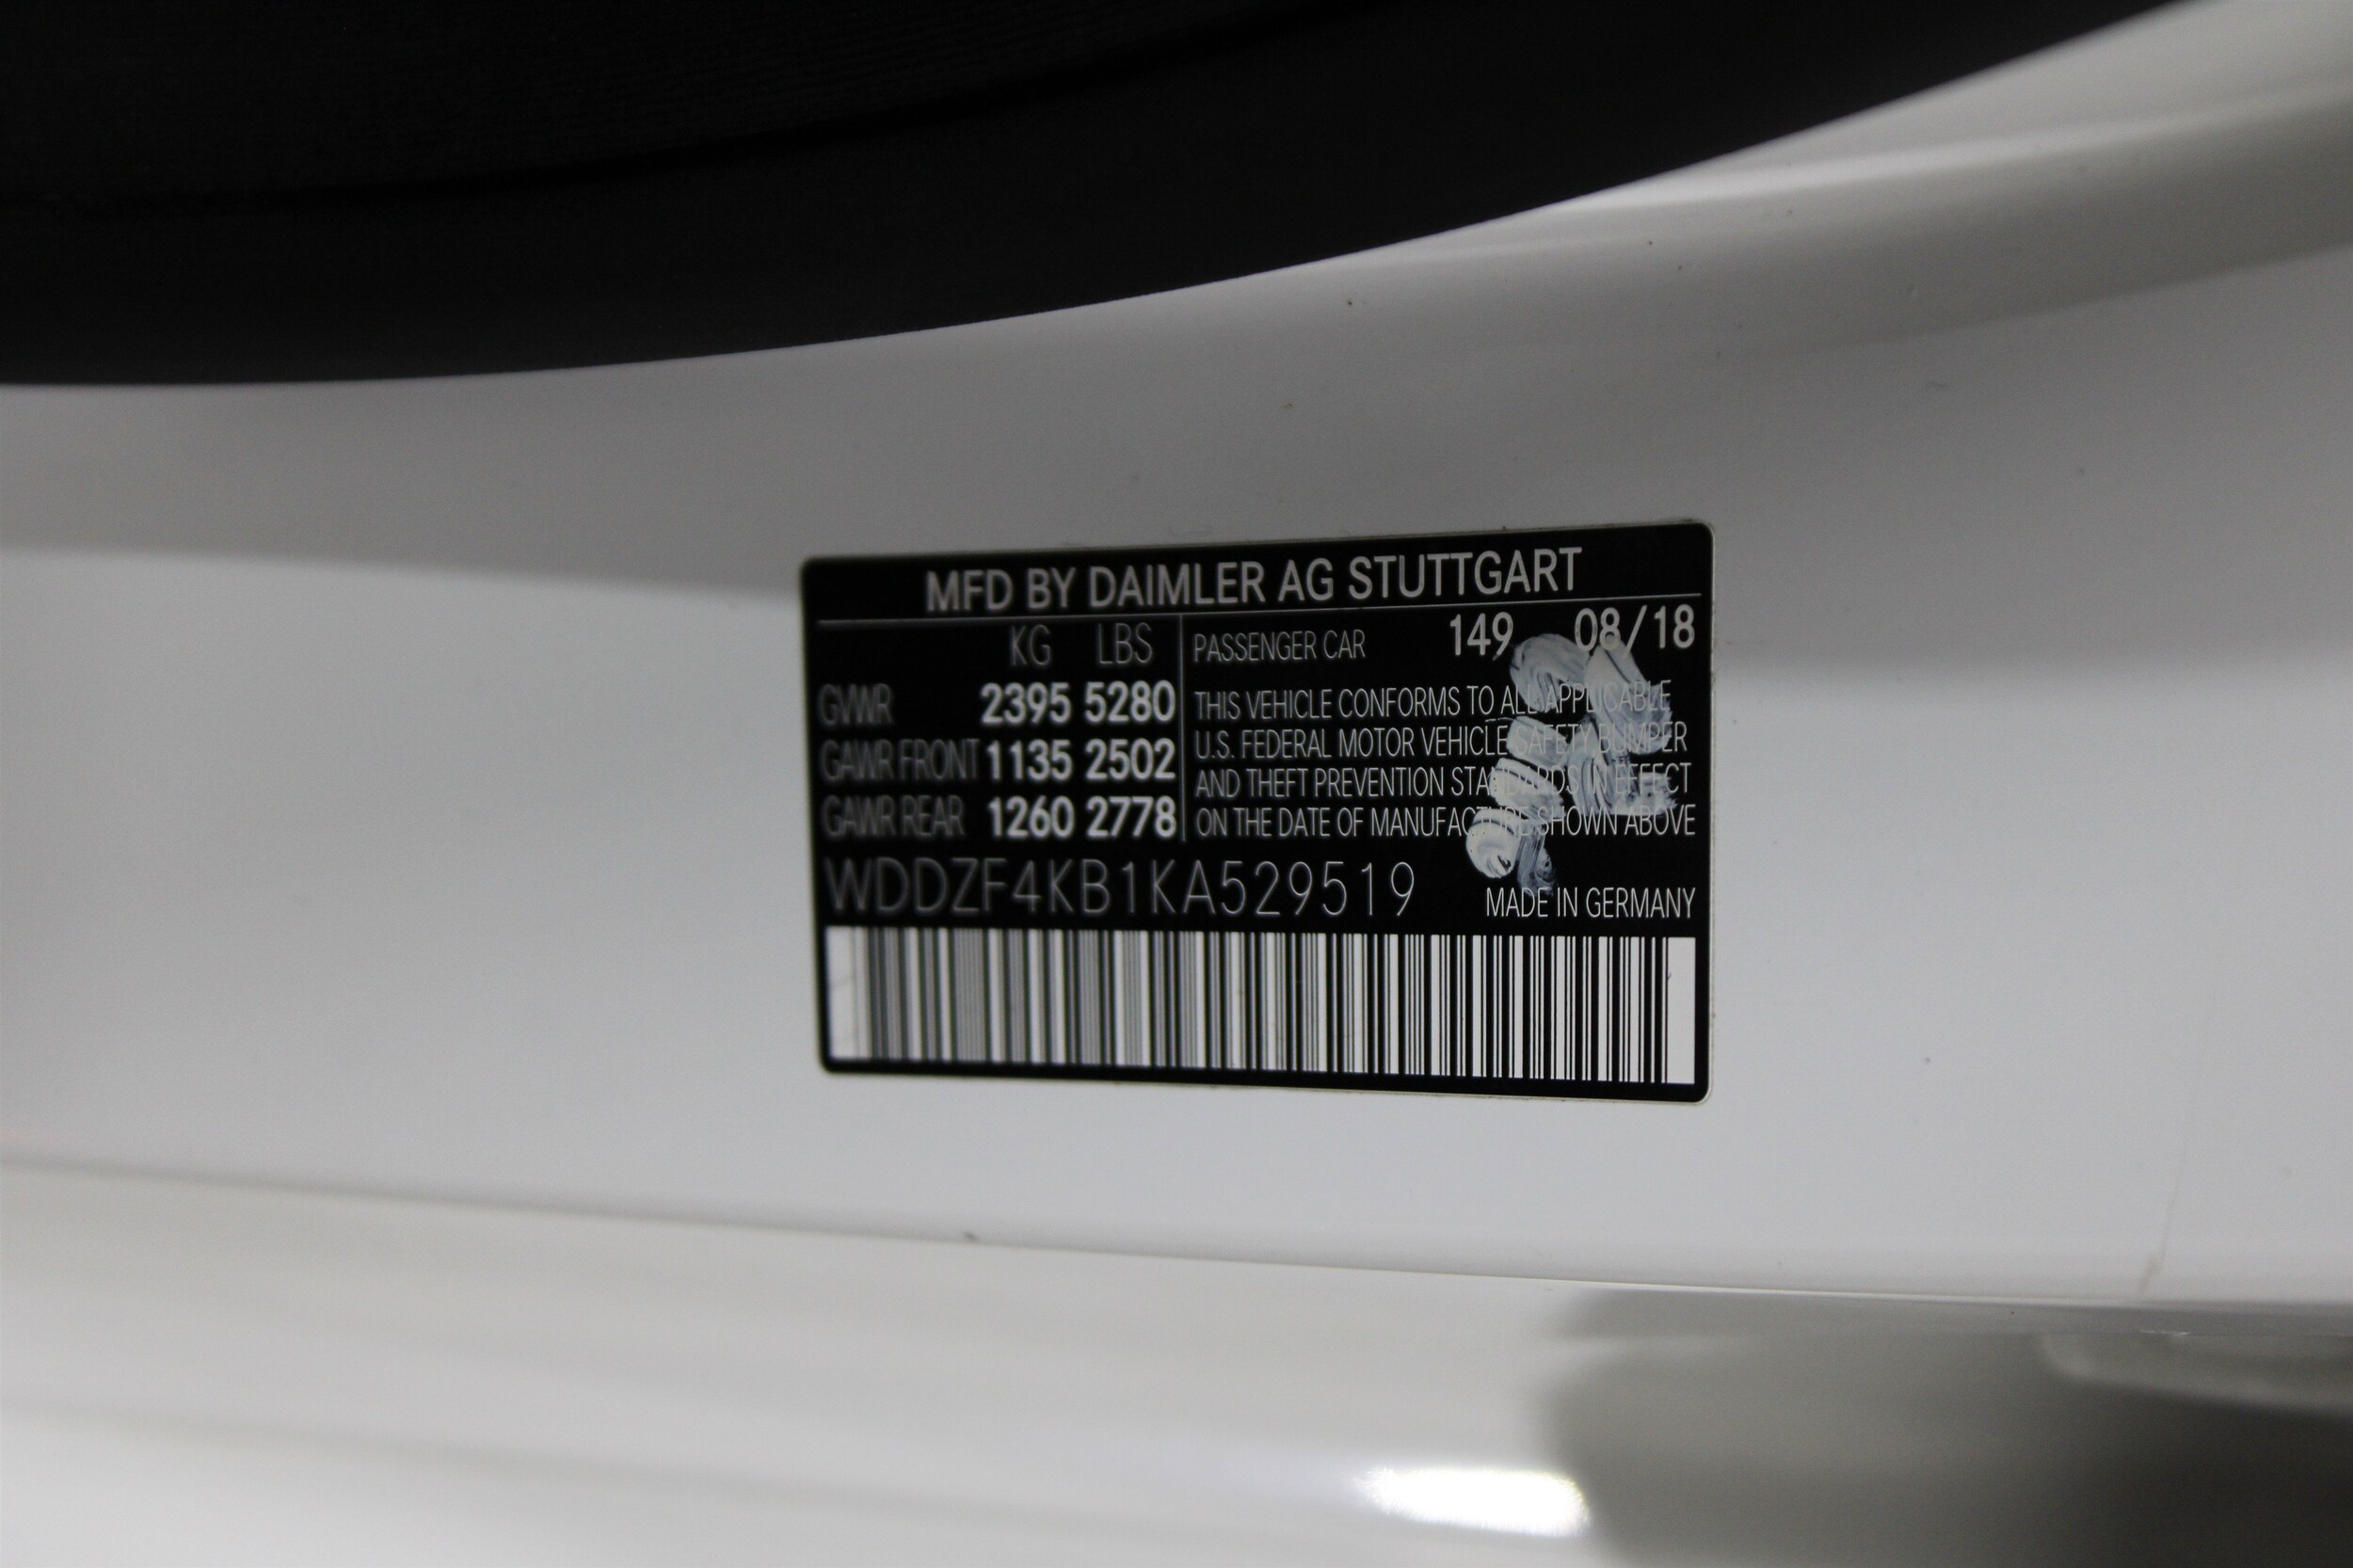 MFD BY DAIMLER AG STUTTGART
KG LBS
GVWR 2395 5280
GAWR FRONT 1135 2502
GAWR REAR 1260 2778
PASSENGER CAR 149 08/18
THIS VEHICLE CONFORMS TO ALL APPLICABLE
U.S. FEDERAL MOTOR VEHICLE SAFETY BUMPER
AND THEFT PREVENTION STANDARDS IN EFFECT
ON THE DATE OF MANUFACTURE SHOWN ABOVE
WDDZF4KB1KA529519
MADE IN GERMANY